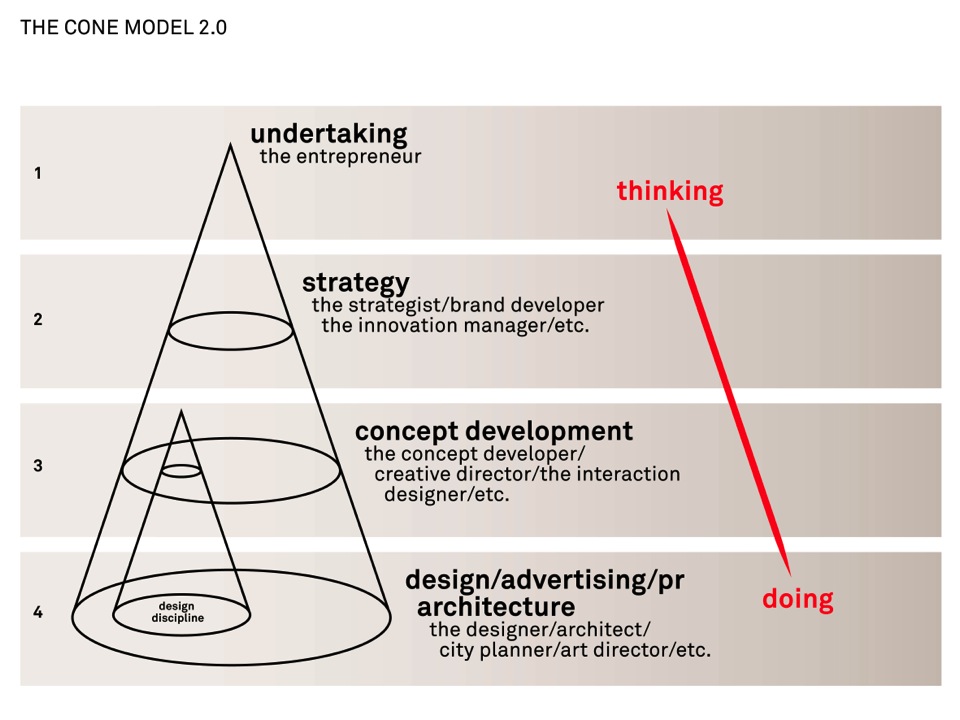 THE CONE MODEL 2.0
1
undertaking
the entrepreneur
thinking
2
strategy
the strategist/brand developer
the innovation manager/etc.
3
concept development
the concept developer/
creative director/the interaction
designer/etc.
4
design
discipline
design/advertising/pr
architecture
the designer/architect/
city planner/art director/etc.
doing